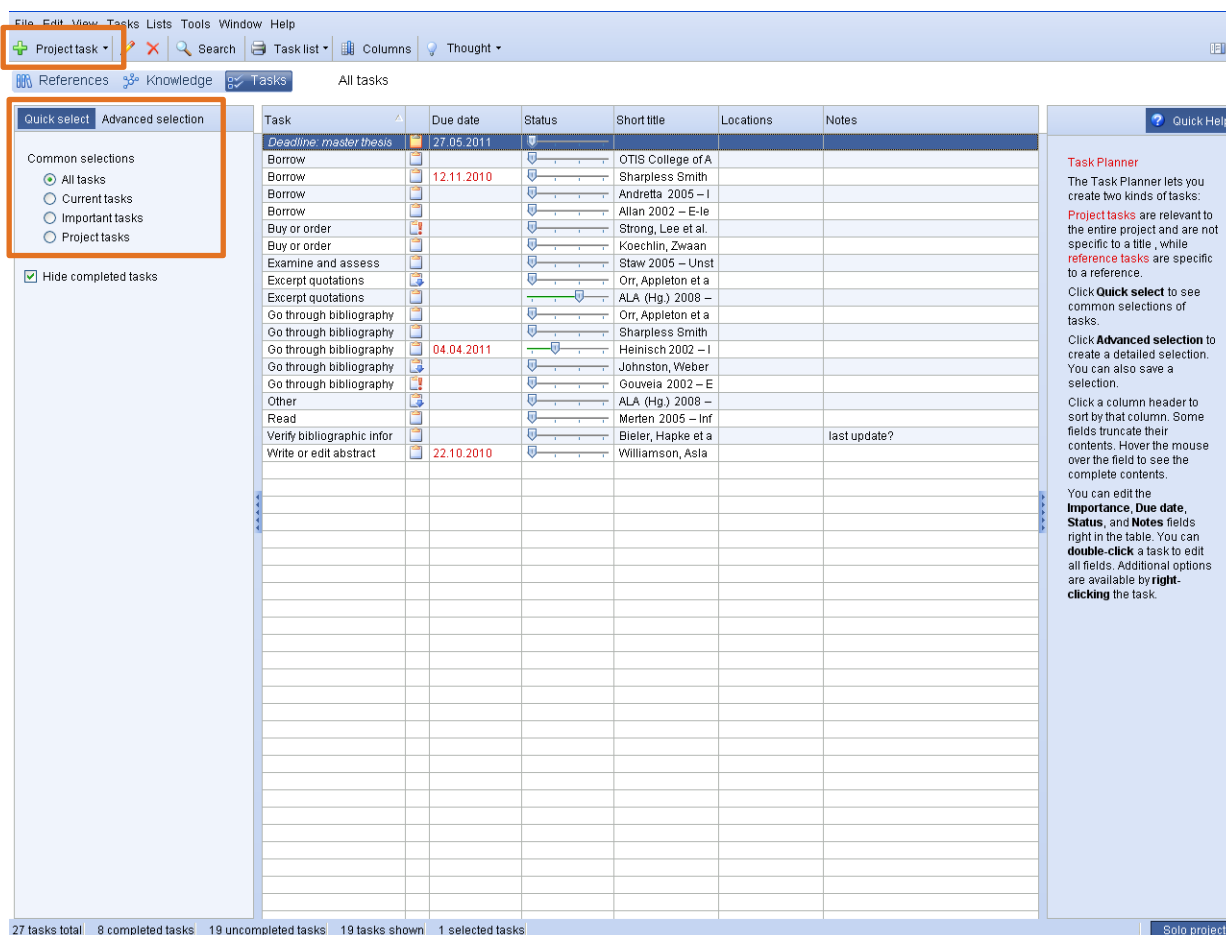 File Edit View Tasks Lists Tools Window Help
Project task Search Task list Columns Thought
References Knowledge Tasks All tasks
Quick select Advanced selection
Common selections
All tasks
Current tasks
Important tasks
Project tasks
Hide completed tasks
Task Due date Status Short title Locations Notes
Deadline: master thesis 27.05.2011
Borrow OTIS College of A
Borrow 12.11.2010 Sharpless Smith
Borrow Andretta 2005 – I
Borrow Allan 2002 – E-le
Buy or order Strong, Lee et al.
Buy or order Koechlin, Zwaan
Examine and assess Staw 2005 – Unst
Excerpt quotations Orr, Appleton et a
Excerpt quotations ALA (Hg.) 2008 –
Go through bibliography Orr, Appleton et a
Go through bibliography Sharpless Smith
Go through bibliography 04.04.2011 Heinisch 2002 – I
Go through bibliography Johnston, Weber
Go through bibliography Gouveia 2002 – E
Other ALA (Hg.) 2008 –
Read Merten 2005 – Inf
Verify bibliographic infor Bieler, Hapke et a last update?
Write or edit abstract 22.10.2010 Williamson, Asla
Quick Help
Task Planner
The Task Planner lets you
create two kinds of tasks:
Project tasks are relevant to
the entire project and are not
specific to a title , while
reference tasks are specific
to a reference.
Click Quick select to see
common selections of
tasks.
Click Advanced selection to
create a detailed selection.
You can also save a
selection.
Click a column header to
sort by that column. Some
fields truncate their
contents. Hover the mouse
over the field to see the
complete contents.
You can edit the
Importance, Due date,
Status, and Notes fields
right in the table. You can
double-click a task to edit
all fields. Additional options
are available by right-
clicking the task.
27 tasks total 8 completed tasks 19 uncompleted tasks 19 tasks shown 1 selected tasks Solo project